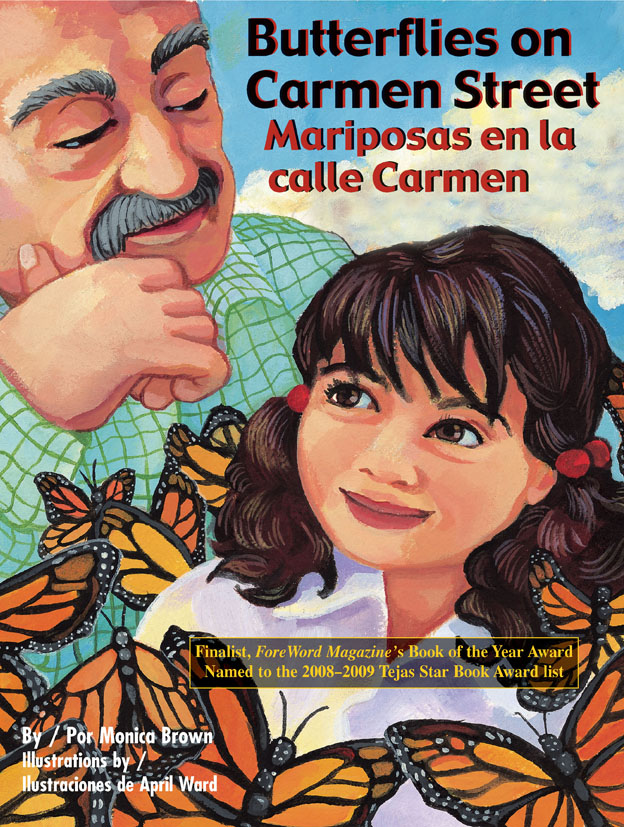 Butterflies on
Carmen Street
Mariposas en la
calle Carmen
Finalist, ForeWord Magazine's Book of the Year Award
Named to the 2008–2009 Tejas Star Book Award list
By / Por Monica Brown
Illustrations by /
Ilustraciones de April Ward